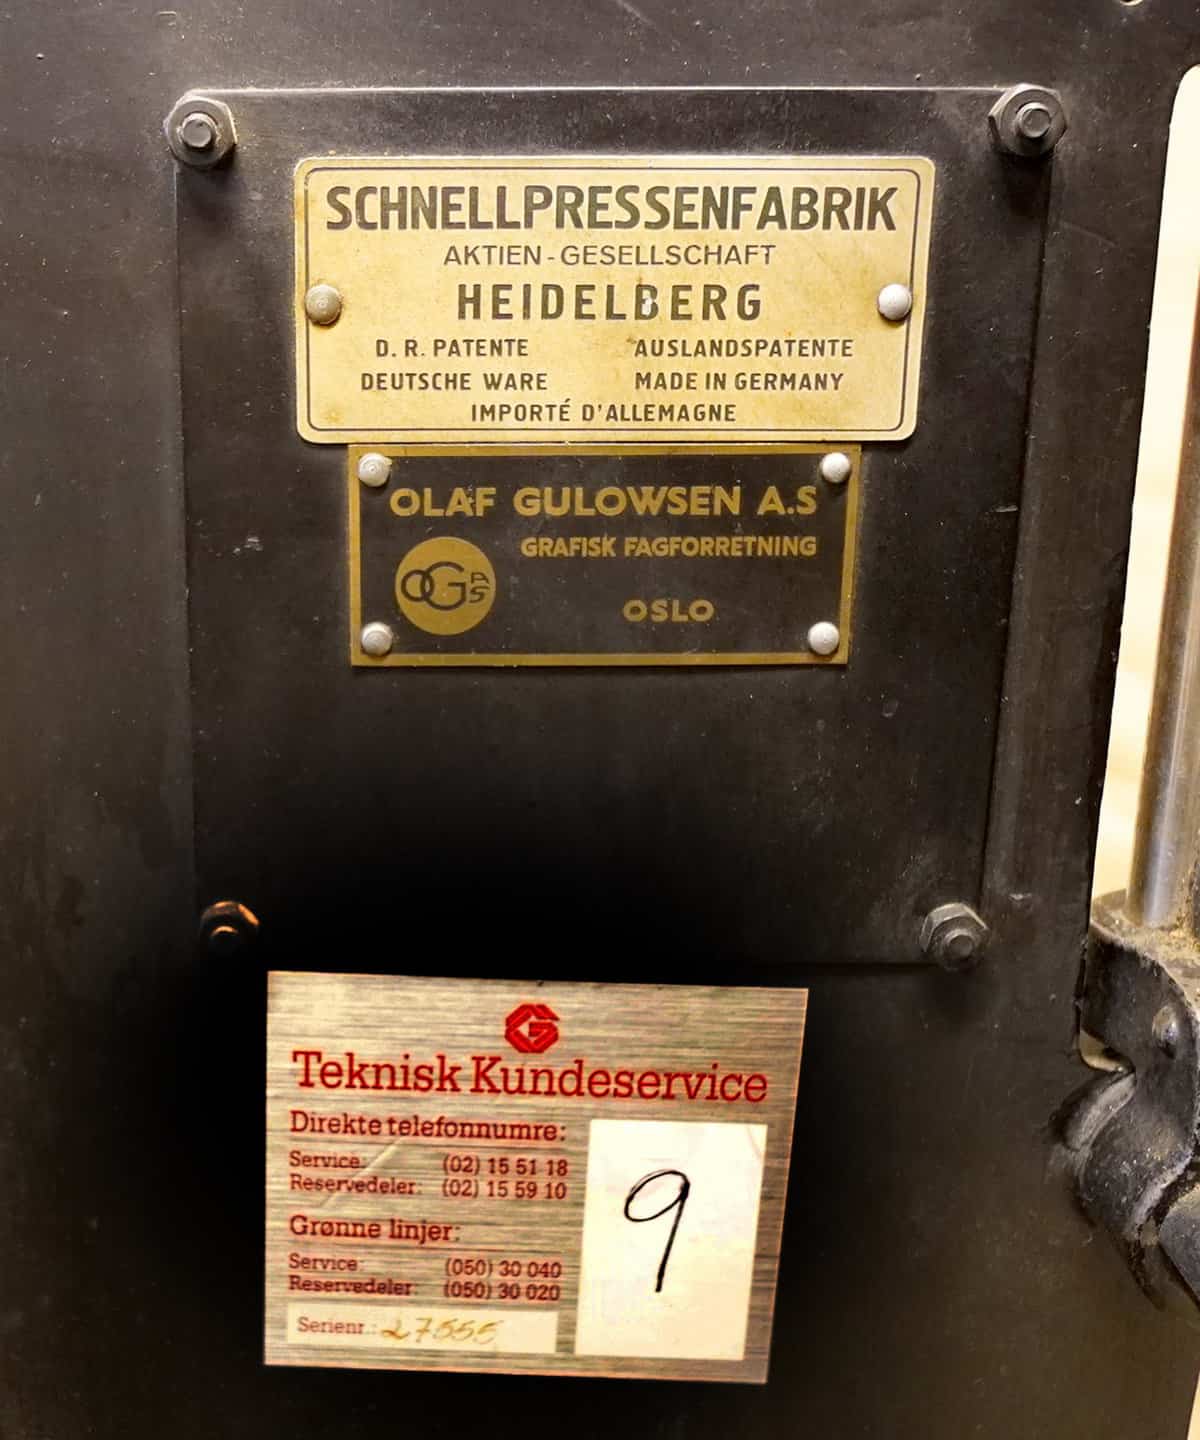 SCHNELLPRESSENFABRIK
AKTIEN-GESELLSCHAFT
HEIDELBERG
D. R. PATENTE AUSLANDSPATENTE
DEUTSCHE WARE MADE IN GERMANY
IMPORTÉ D'ALLEMAGNE
OLAF GULOWSEN A.S
GRAFISK FAGFORRETNING
OGAS
OSLO
G
Teknisk Kundeservice
Direkte telefonnumre:
Service: (02) 15 51 18
Reservedeler: (02) 15 59 10
9
Grønne linjer:
Service: (050) 30 040
Reservedeler: (050) 30 020
Serienr.: 27555